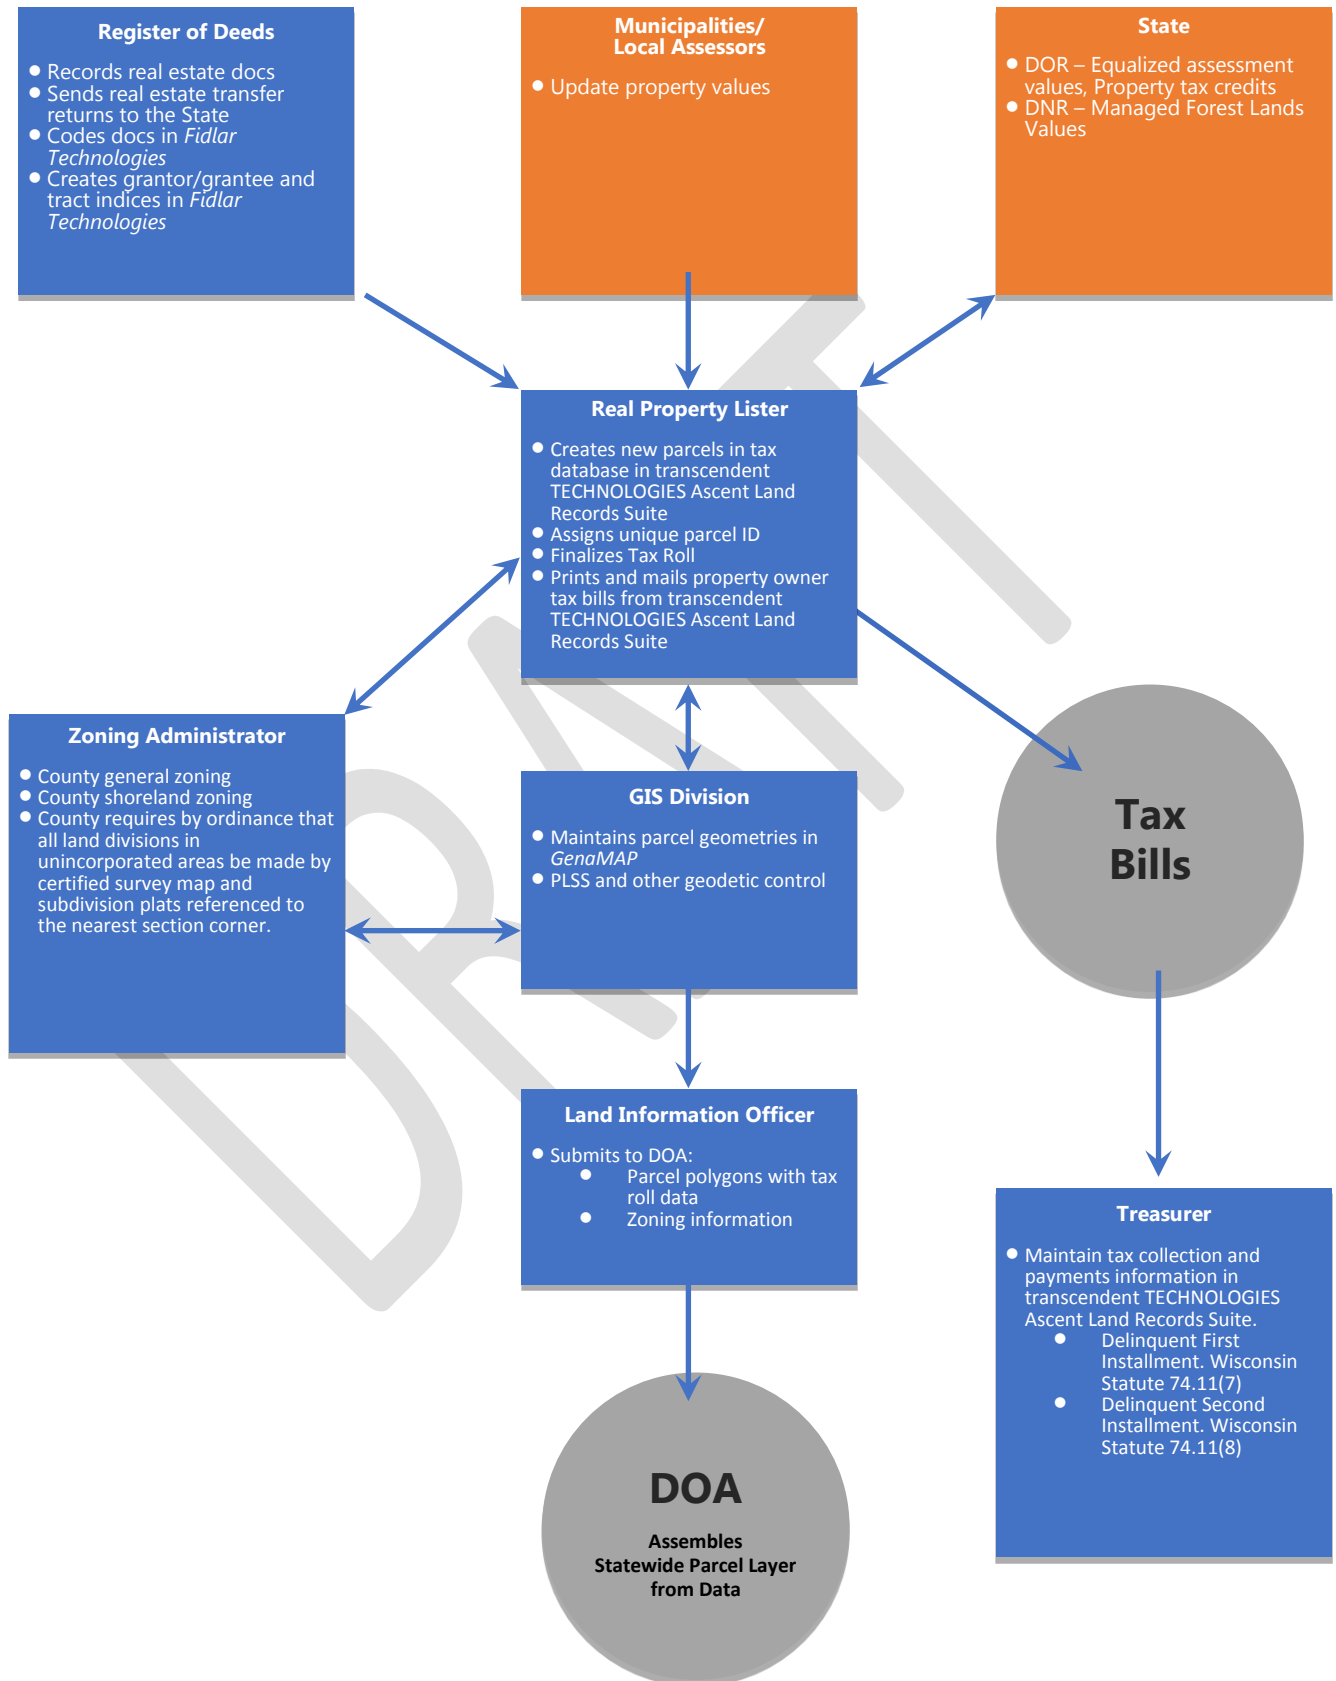 Register of Deeds
● Records real estate docs
● Sends real estate transfer
returns to the State
● Codes docs in Fidlar
Technologies
● Creates grantor/grantee and
tract indices in Fidlar
Technologies
Municipalities/
Local Assessors
● Update property values
State
● DOR – Equalized assessment
values, Property tax credits
● DNR – Managed Forest Lands
Values
Real Property Lister
● Creates new parcels in tax
database in transcendent
TECHNOLOGIES Ascent Land
Records Suite
● Assigns unique parcel ID
● Finalizes Tax Roll
● Prints and mails property owner
tax bills from transcendent
TECHNOLOGIES Ascent Land
Records Suite
Zoning Administrator
● County general zoning
● County shoreland zoning
● County requires by ordinance that
all land divisions in
unincorporated areas be made by
certified survey map and
subdivision plats referenced to
the nearest section corner.
GIS Division
● Maintains parcel geometries in
GenaMAP
● PLSS and other geodetic control
Tax
Bills
Land Information Officer
● Submits to DOA:
● Parcel polygons with tax
roll data
● Zoning information
Treasurer
● Maintain tax collection and
payments information in
transcendent TECHNOLOGIES
Ascent Land Records Suite.
● Delinquent First
Installment. Wisconsin
Statute 74.11(7)
● Delinquent Second
Installment. Wisconsin
Statute 74.11(8)
DOA
Assembles
Statewide Parcel Layer
from Data
DRAFT